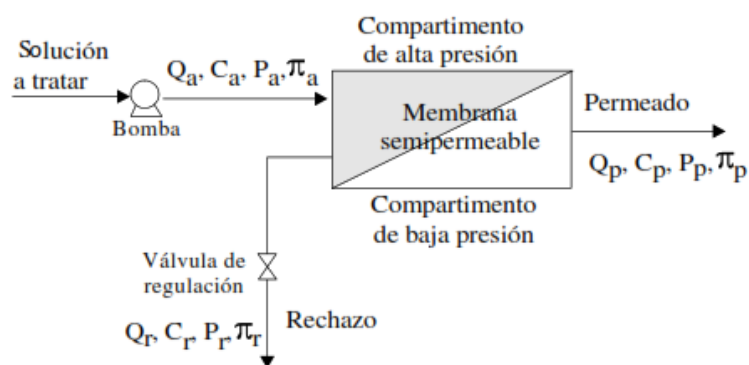 Solución
a tratar
Bomba
Qa, Ca, Pa,πa
Compartimento
de alta presión
Membrana
semipermeable
Permeado
Qp, Cp, Pp,πp
Compartimento
de baja presión
Válvula de
regulación
Rechazo
Qr, Cr, Pr,πr